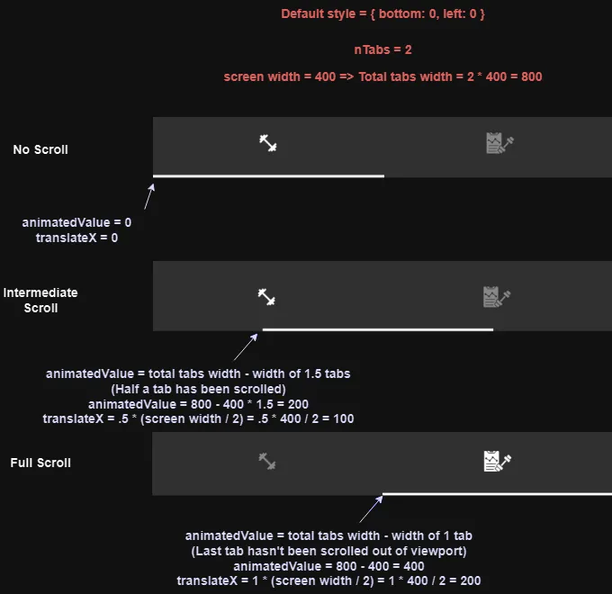 Default style = { bottom: 0, left: 0 }
nTabs = 2
screen width = 400 => Total tabs width = 2 * 400 = 800
No Scroll
animatedValue = 0
translateX = 0
Intermediate
Scroll
animatedValue = total tabs width - width of 1.5 tabs
(Half a tab has been scrolled)
animatedValue = 800 - 400 * 1.5 = 200
translateX = .5 * (screen width / 2) = .5 * 400 / 2 = 100
Full Scroll
animatedValue = total tabs width - width of 1 tab
(Last tab hasn't been scrolled out of viewport)
animatedValue = 800 - 400 = 400
translateX = 1 * (screen width / 2) = 1 * 400 / 2 = 200